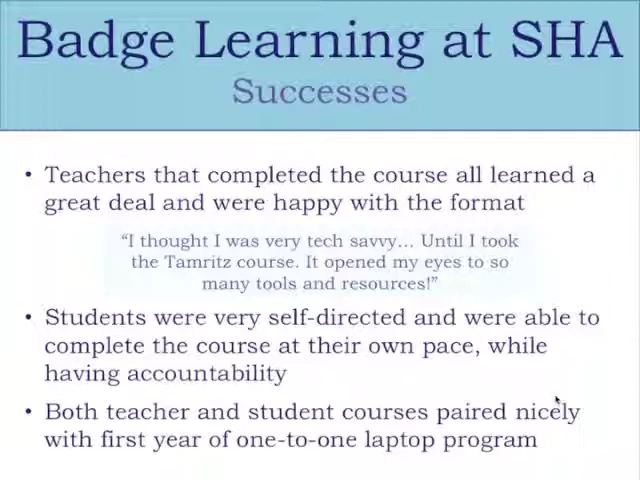 Badge Learning at SHA
Successes
• Teachers that completed the course all learned a
great deal and were happy with the format
“I thought I was very tech savvy… Until I took
the Tamritz course. It opened my eyes to so
many tools and resources!”
• Students were very self-directed and were able to
complete the course at their own pace, while
having accountability
• Both teacher and student courses paired nicely
with first year of one-to-one laptop program